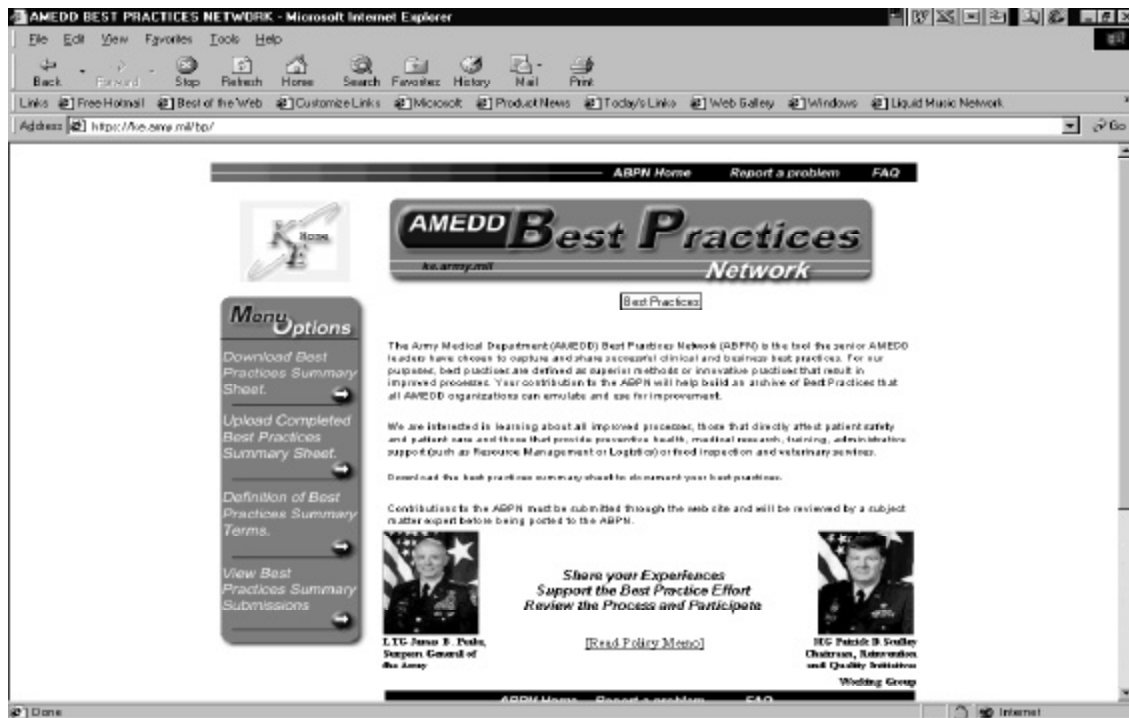 AMEDD BEST PRACTICES NETWORK - Microsoft Internet Explorer
File Edit View Favorites Tools Help
Back Forward Stop Refresh Home Search Favorites History Mail Print
Links Free Hotmail Best of the Web Customize Links Microsoft Product News Today's Links Web Gallery Windows Liquid Music Network
Address https://ke.army.mil/bp/ Go
ABPN Home Report a problem FAQ
KE Home
AMEDD Best Practices
ke.army.mil Network
Best Practices
Menu Options
Download Best
Practices Summary
Sheet.
Upload Completed
Best Practices
Summary Sheet.
Definition of Best
Practices Summary
Terms.
View Best
Practices Summary
Submissions
The Army Medical Department (AMEDD) Best Practices Network (ABPN) is the tool the senior AMEDD
leaders have chosen to capture and share successful clinical and business best practices. For our
purposes, best practices are defined as superior methods or innovative practices that result in
improved processes. Your contribution to the ABPN will help build an archive of Best Practices that
all AMEDD organizations can emulate and use for improvement.
We are interested in learning about all improved processes, those that directly affect patient safety
and patient care and those that provide preventive health, medical research, training, administrative
support (such as Resource Management or Logistics) or food inspection and veterinary services.
Download the best practices summary sheet to document your best practices.
Contributions to the ABPN must be submitted through the web site and will be reviewed by a subject
matter expert before being posted to the ABPN.
Share your Experiences
Support the Best Practice Effort
Review the Process and Participate
[Read Policy Memo]
LTG James B. Peake,
Surgeon General of
the Army
Patrick D. Sculley
Chairman, Reinvention
and Quality Initiatives
Working Group
ABPN Home Report a problem FAQ
Done Internet